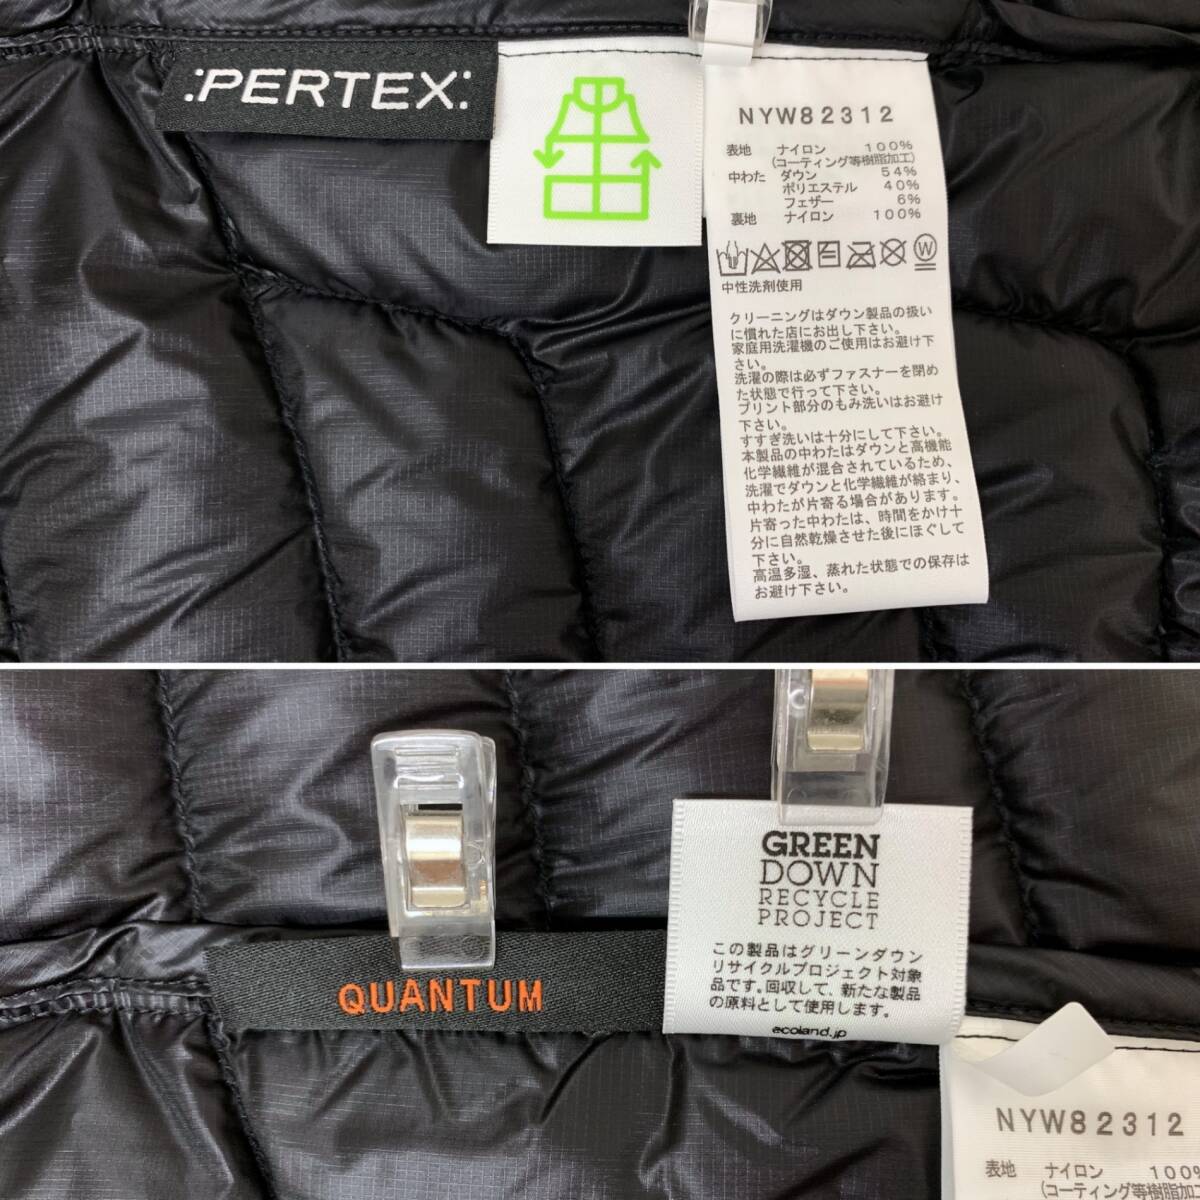 :PERTEX:
NYW82312
表地 ナイロン 100%
(コーティング等樹脂加工)
中わた ダウン 54%
ポリエステル 40%
フェザー 6%
裏地 ナイロン 100%
W
中性洗剤使用
クリーニングはダウン製品の扱い
に慣れた店にお出し下さい。
家庭用洗濯機のご使用はお避け下
さい。
洗濯の際は必ずファスナーを閉め
た状態で行って下さい。
プリント部分のもみ洗いはお避け
下さい。
すすぎ洗いは十分にして下さい。
本製品の中わたはダウンと高機能
化学繊維が混合されているため、
洗濯でダウンと化学繊維が絡まり、
中わたが片寄る場合があります。
片寄った中わたは、時間をかけ十
分に自然乾燥させた後にほぐして
下さい。
高温多湿、蒸れた状態での保存は
お避け下さい。
QUANTUM
GREEN
DOWN
RECYCLE
PROJECT
この製品はグリーンダウン
リサイクルプロジェクト対象
品です。回収して、新たな製品
の原料として使用します。
ecoland.jp
NYW82312
表地 ナイロン 100%
(コーティング等樹脂加工)